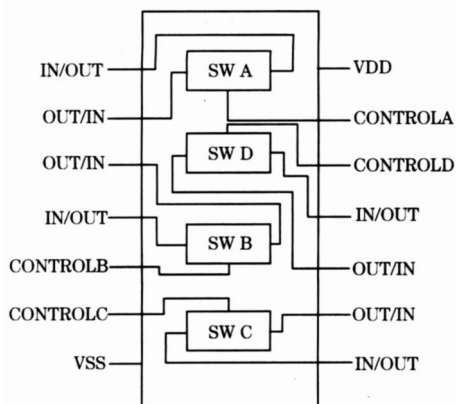 IN/OUT
SW A
VDD
OUT/IN
CONTROLA
OUT/IN
SW D
CONTROLD
IN/OUT
IN/OUT
SW B
CONTROLB
OUT/IN
CONTROLC
OUT/IN
SW C
VSS
IN/OUT